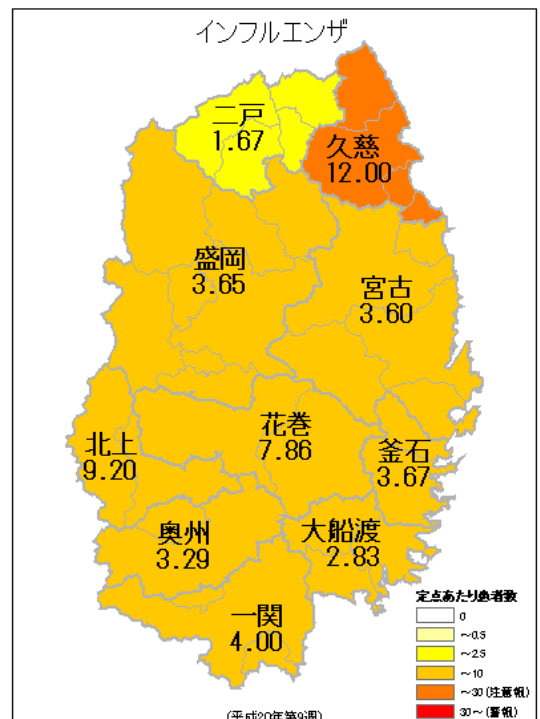 インフルエンザ
二戸
1.67
久慈
12.00
盛岡
3.65
宮古
3.60
花巻
7.86
北上
9.20
釜石
3.67
奥州
3.29
大船渡
2.83
一関
4.00
定点あたり患者数
0
～0.5
～2.5
～10
～30(注意報)
30～(警報)
(平成20年第9週)